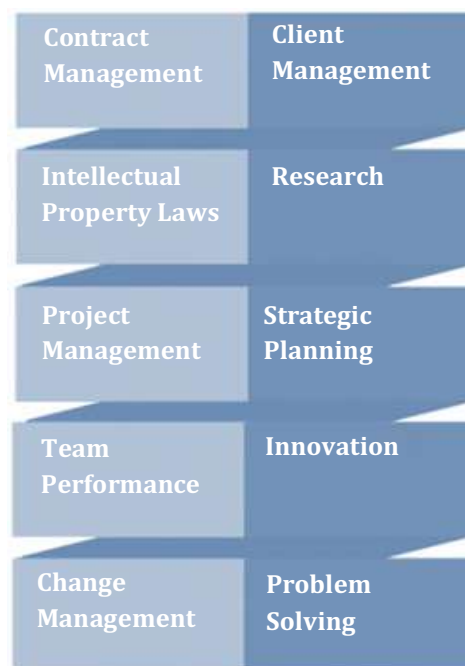 Contract
Management
Client
Management
Intellectual
Property Laws
Research
Project
Management
Strategic
Planning
Team
Performance
Innovation
Change
Management
Problem
Solving